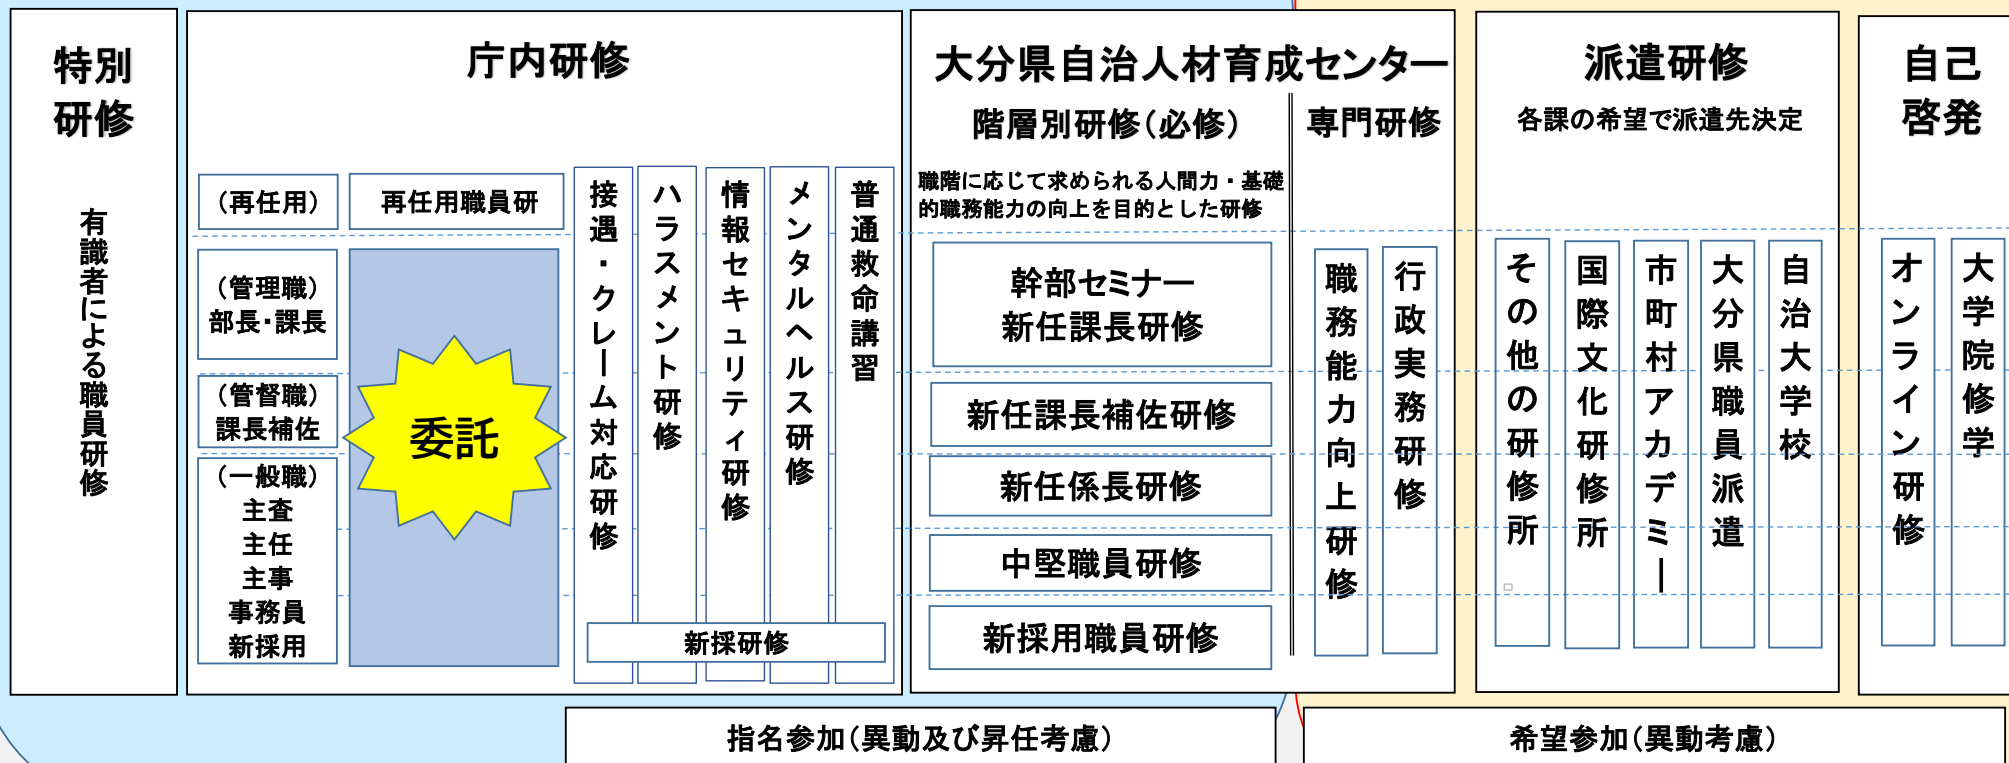 特別
研修
有識者による職員研修
庁内研修
（再任用）
再任用職員研
（管理職）
部長・課長
（管督職）
課長補佐
（一般職）
主査
主任
主事
事務員
新採用
委託
接遇・クレーム対応研修
ハラスメント研修
情報セキュリティ研修
メンタルヘルス研修
普通救命講習
新採研修
大分県自治人材育成センター
階層別研修（必修）
職階に応じて求められる人間力・基礎
的職務能力の向上を目的とした研修
幹部セミナー
新任課長研修
新任課長補佐研修
新任係長研修
中堅職員研修
新採用職員研修
専門研修
職務能力向上研修
行政実務研修
派遣研修
各課の希望で派遣先決定
その他の研修所
国際文化研修所
市町村アカデミー
大分県職員派遣
自治大学校
自己
啓発
オンライン研修
大学院修学
指名参加（異動及び昇任考慮）
希望参加（異動考慮）